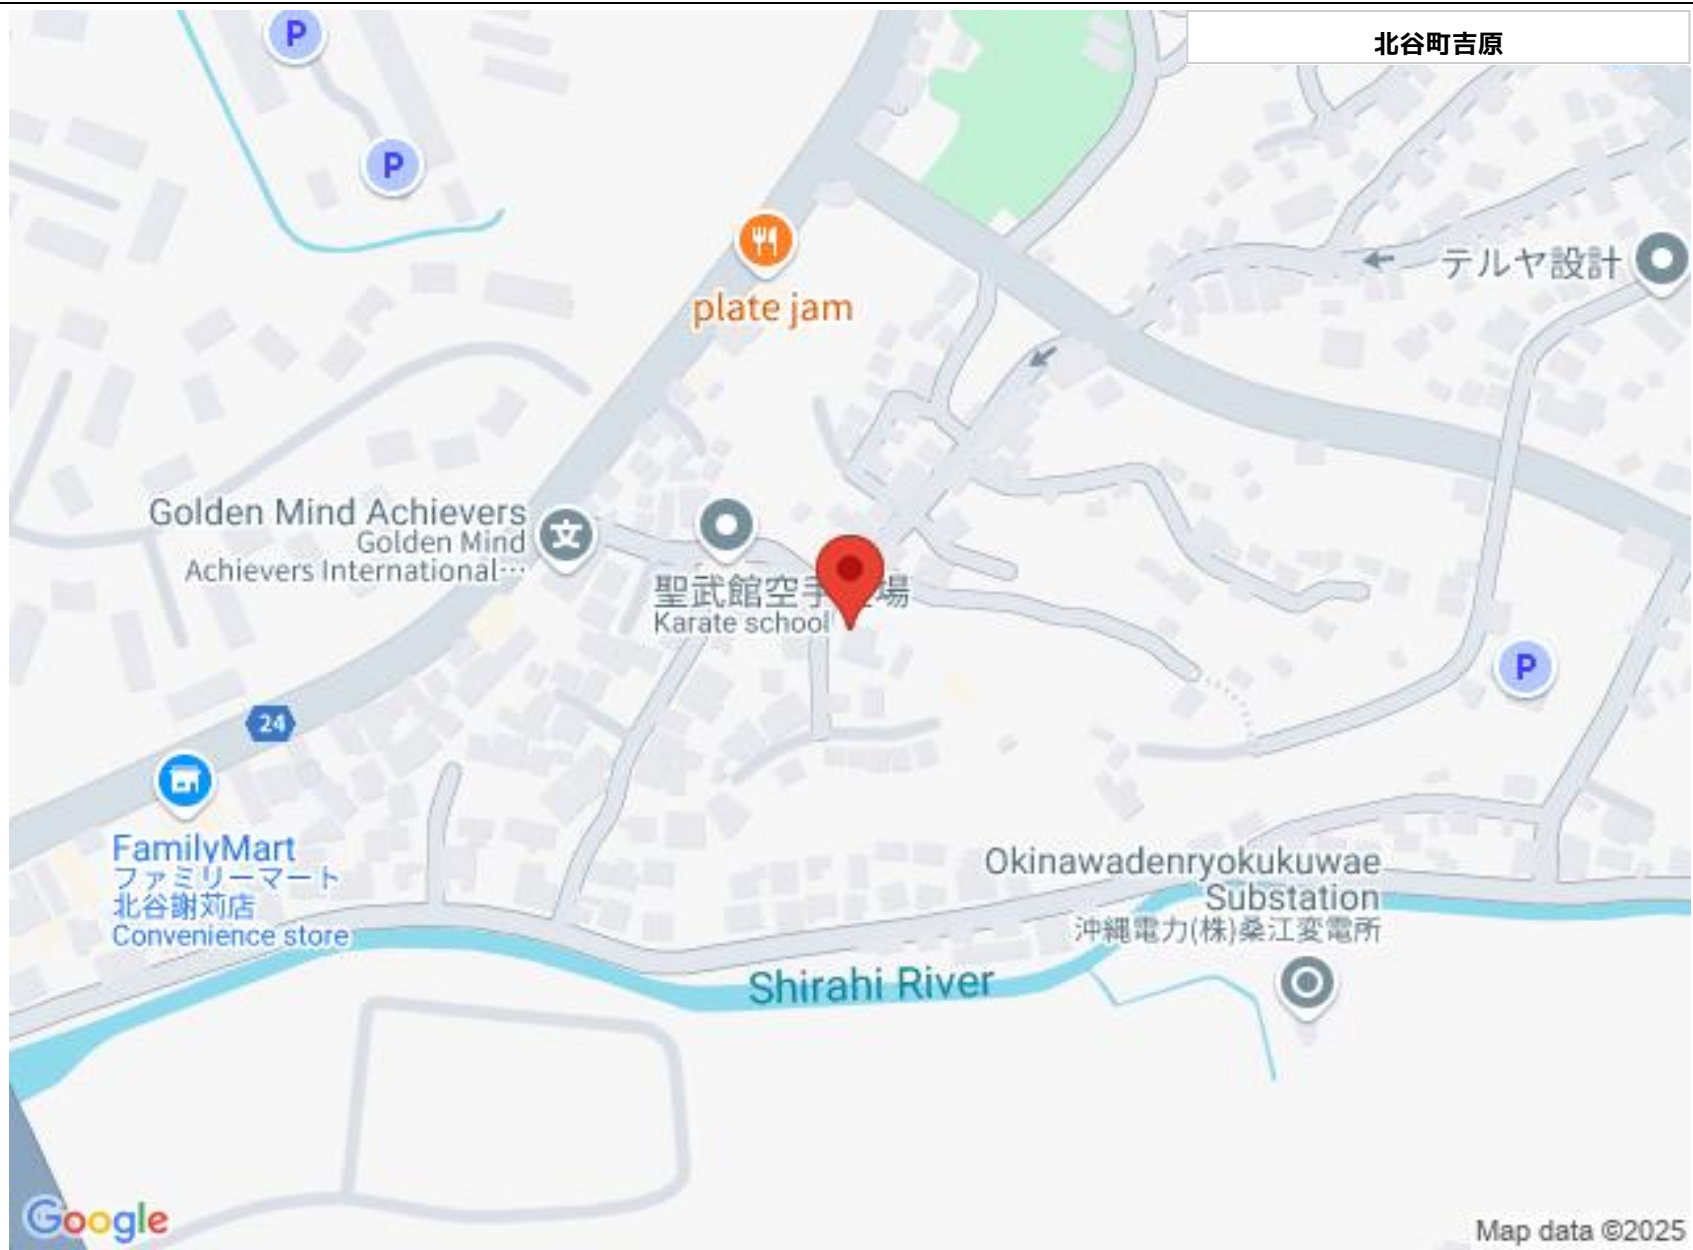 北谷町吉原
P
P
plate jam
テルヤ設計
Golden Mind Achievers
Golden Mind
Achievers International…
聖武館空手
場
Karate school
P
24
FamilyMart
ファミリーマート
北谷謝苅店
Convenience store
Okinawadenryokukuwae
Substation
沖縄電力(株)桑江変電所
Shirahi River
Google
Map data ©2025